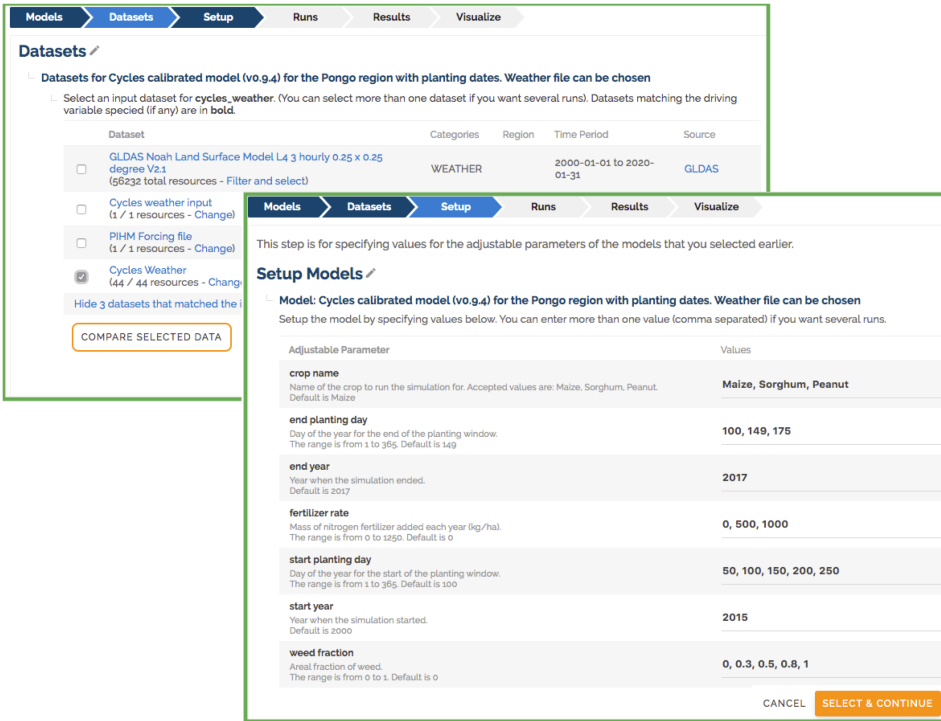 Models
Datasets
Setup
Runs
Results
Visualize
Datasets
Datasets for Cycles calibrated model (v0.9.4) for the Pongo region with planting dates. Weather file can be chosen
Select an input dataset for cycles_weather. (You can select more than one dataset if you want several runs). Datasets matching the driving
variable specied (if any) are in bold.
Dataset
Categories
Region
Time Period
Source
GLDAS Noah Land Surface Model L4 3 hourly 0.25 x 0.25
degree V2.1
(56232 total resources - Filter and select)
WEATHER
2000-01-01 to 2020-
01-31
GLDAS
Cycles weather input
(1 / 1 resources - Change)
PIHM Forcing file
(1 / 1 resources - Change)
Cycles Weather
(44 / 44 resources - Chang
Hide 3 datasets that matched the i
COMPARE SELECTED DATA
Models
Datasets
Setup
Runs
Results
Visualize
This step is for specifying values for the adjustable parameters of the models that you selected earlier.
Setup Models
Model: Cycles calibrated model (v0.9.4) for the Pongo region with planting dates. Weather file can be chosen
Setup the model by specifying values below. You can enter more than one value (comma separated) if you want several runs.
Adjustable Parameter
Values
crop name
Name of the crop to run the simulation for. Accepted values are: Maize, Sorghum, Peanut.
Default is Maize
Maize, Sorghum, Peanut
end planting day
Day of the year for the end of the planting window.
The range is from 1 to 365. Default is 149
100, 149, 175
end year
Year when the simulation ended.
Default is 2017
2017
fertilizer rate
Mass of nitrogen fertilizer added each year (kg/ha).
The range is from 0 to 1250. Default is 0
0, 500, 1000
start planting day
Day of the year for the start of the planting window.
The range is from 1 to 365. Default is 100
50, 100, 150, 200, 250
start year
Year when the simulation started.
Default is 2000
2015
weed fraction
Areal fraction of weed.
The range is from 0 to 1. Default is 0
0, 0.3, 0.5, 0.8, 1
CANCEL
SELECT & CONTINUE